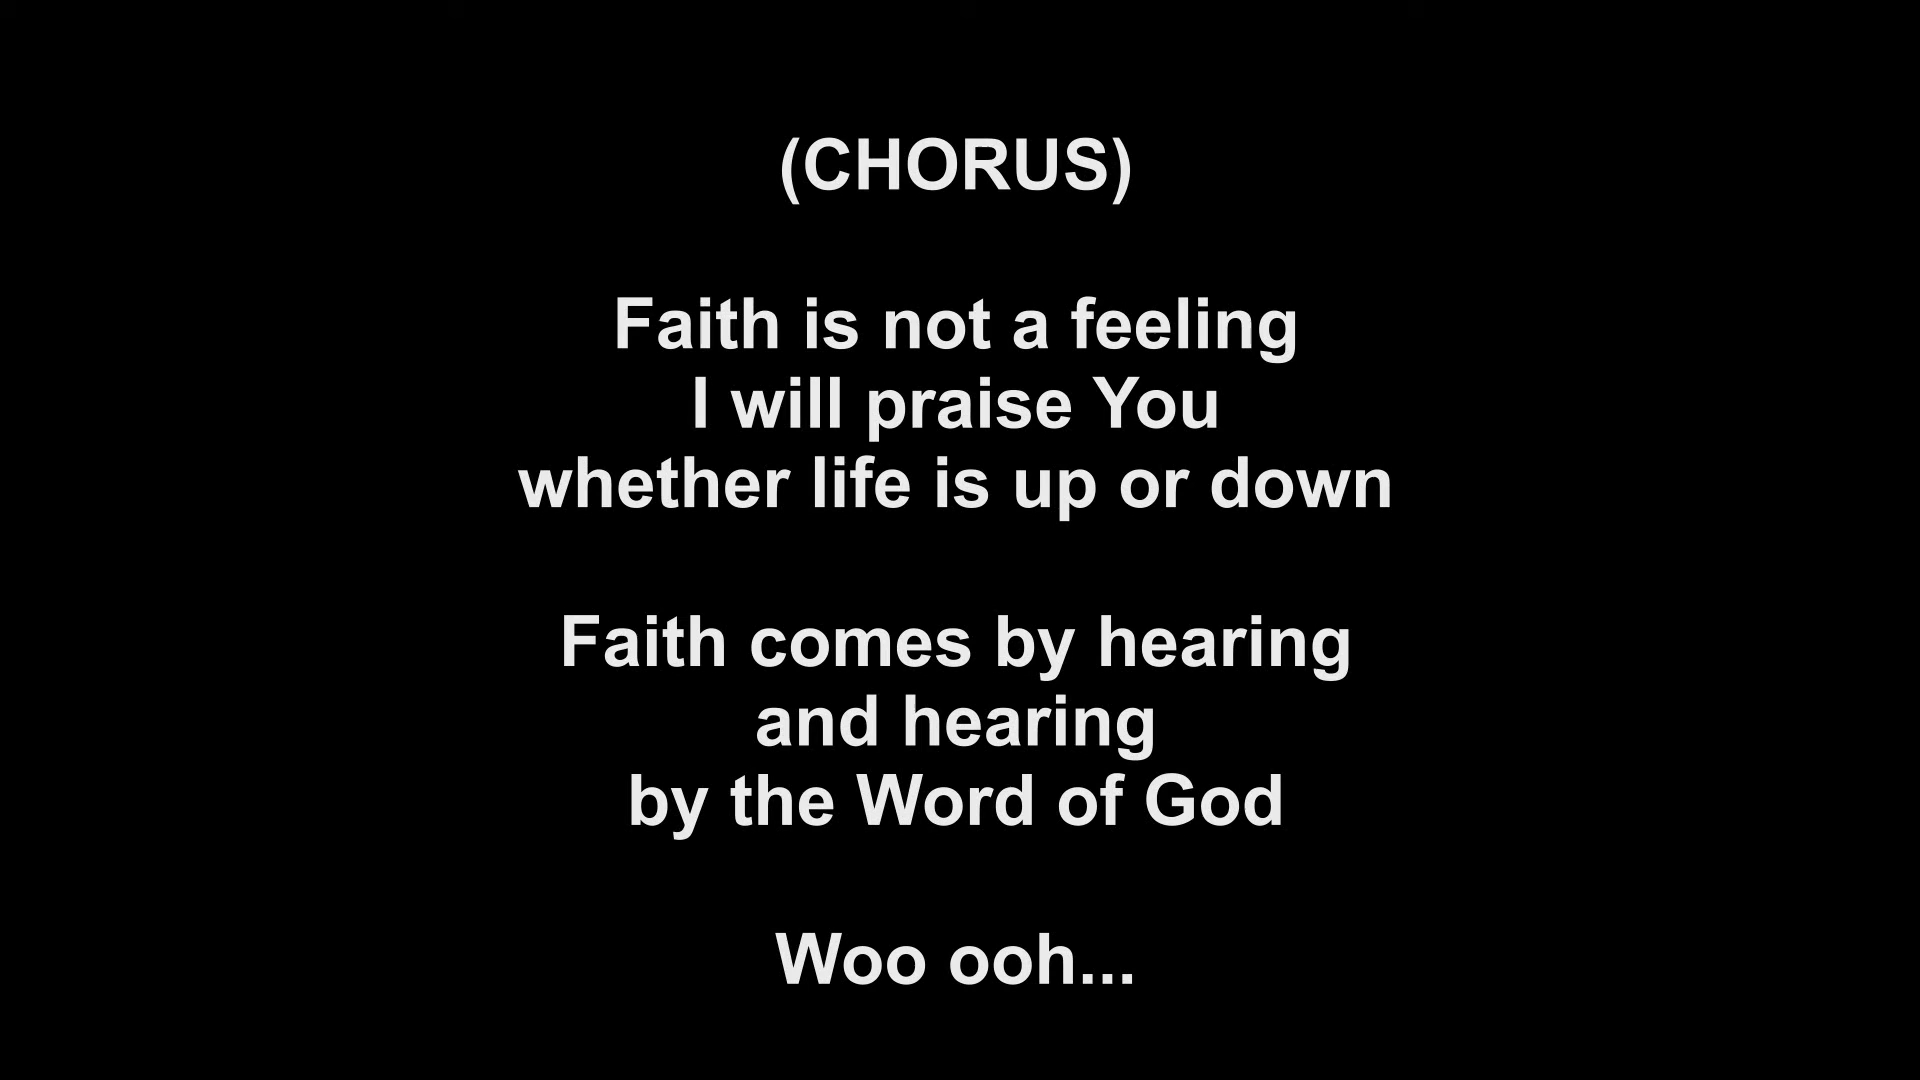 (CHORUS)
Faith is not a feeling
I will praise You
whether life is up or down
Faith comes by hearing
and hearing
by the Word of God
Woo ooh...